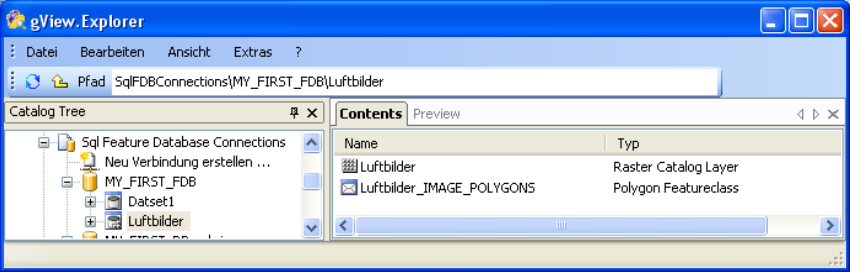 gView.Explorer
Datei Bearbeiten Ansicht Extras ?
Pfad SqlFDBConnections\MY_FIRST_FDB\Luftbilder
Catalog Tree
Sql Feature Database Connections
Neu Verbindung erstellen ...
MY_FIRST_FDB
Datset1
Luftbilder
Contents Preview
Name Typ
Luftbilder Raster Catalog Layer
Luftbilder_IMAGE_POLYGONS Polygon Featureclass